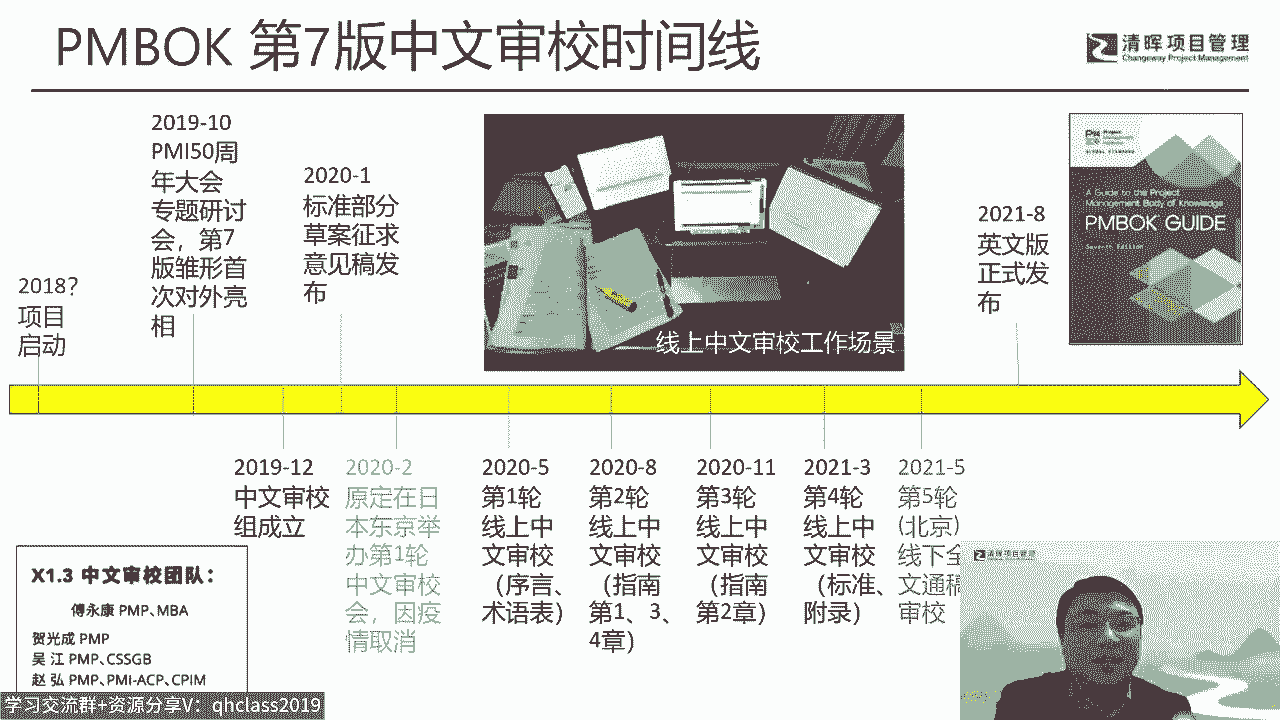 PMBOK 第7版中文审校时间线
清晖项目管理
Changeway Project Management
2019-10
PMI50周
年大会
专题研讨
会，第7
版雏形首
次对外亮
相
2020-1
标准部分
草案征求
意见稿发
布
2018?
项目
启动
线上中文审校工作场景
2021-8
英文版
正式发
布
A Guide to the Project
Management Body of Knowledge
PMBOK GUIDE
Seventh Edition
2019-12
中文审校
组成立
2020-2
原定在日
本东京举
办第1轮
中文审校
会，因疫
情取消
2020-5
第1轮
线上中
文审校
（序言、
术语表）
2020-8
第2轮
线上中
文审校
（指南
第1、3、
4章）
2020-11
第3轮
线上中
文审校
（指南
第2章）
2021-3
第4轮
线上中
文审校
（标准、
附录）
2021-5
第5轮
(北京)
线下全
文通稿
审校
X1.3 中文审校团队：
傅永康 PMP、MBA
贺光成 PMP
吴 江 PMP、CSSGB
赵 弘 PMP、PMI-ACP、CPIM
学习交流群+资源分享V：qhclass2019
清晖项目管理